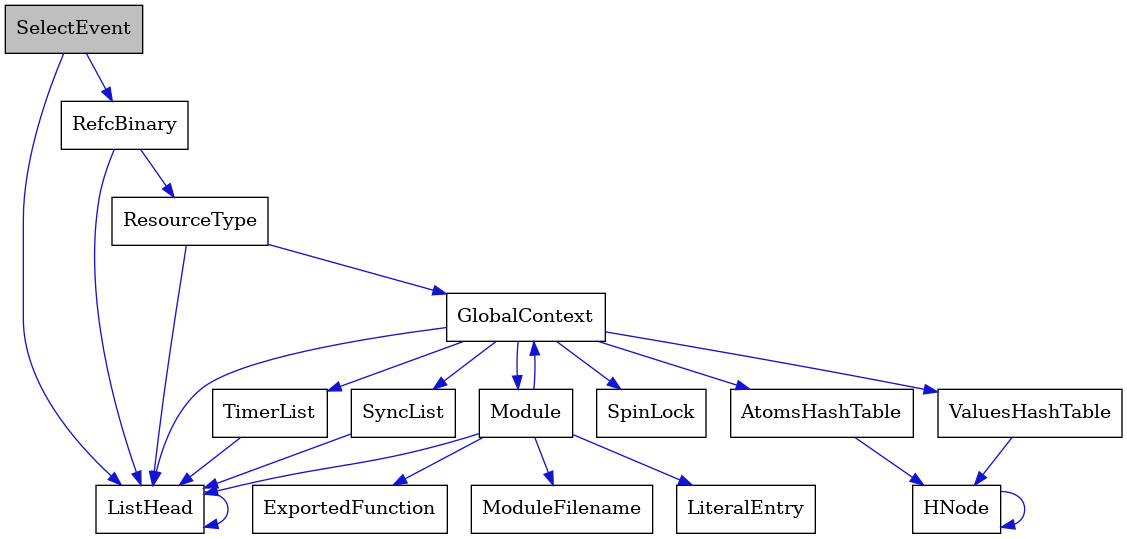 SelectEvent
RefcBinary
ResourceType
GlobalContext
TimerList
SyncList
Module
SpinLock
AtomsHashTable
ValuesHashTable
ListHead
ExportedFunction
ModuleFilename
LiteralEntry
HNode